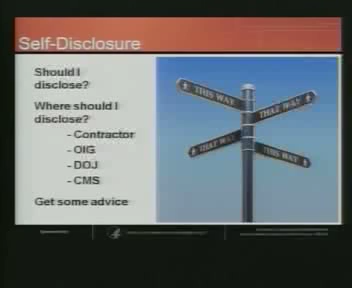 Self-Disclosure
Should I
disclose?
Where should I
disclose?
- Contractor
- OIG
- DOJ
- CMS
Get some advice
THIS WAY
THAT WAY
THAT WAY
THIS WAY